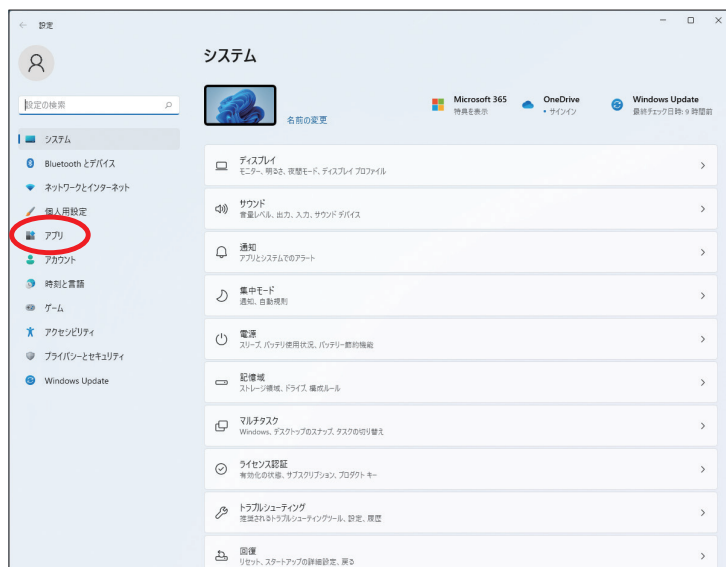 設定
設定の検索
システム
Bluetooth とデバイス
ネットワークとインターネット
個人用設定
アプリ
アカウント
時刻と言語
ゲーム
アクセシビリティ
プライバシーとセキュリティ
Windows Update
システム
名前の変更
Microsoft 365
特典を表示
OneDrive
• サインイン
Windows Update
最終チェック日時: 9 時間前
ディスプレイ
モニター、明るさ、夜間モード、ディスプレイ プロファイル
サウンド
音量レベル、出力、入力、サウンド デバイス
通知
アプリとシステムでのアラート
集中モード
通知、自動規則
電源
スリープ、バッテリ使用状況、バッテリー節約機能
記憶域
ストレージ領域、ドライブ、構成ルール
マルチタスク
Windows、デスクトップのスナップ、タスクの切り替え
ライセンス認証
有効化の状態、サブスクリプション、プロダクト キー
トラブルシューティング
推奨されるトラブルシューティングツール、設定、履歴
回復
リセット、スタートアップの詳細設定、戻る